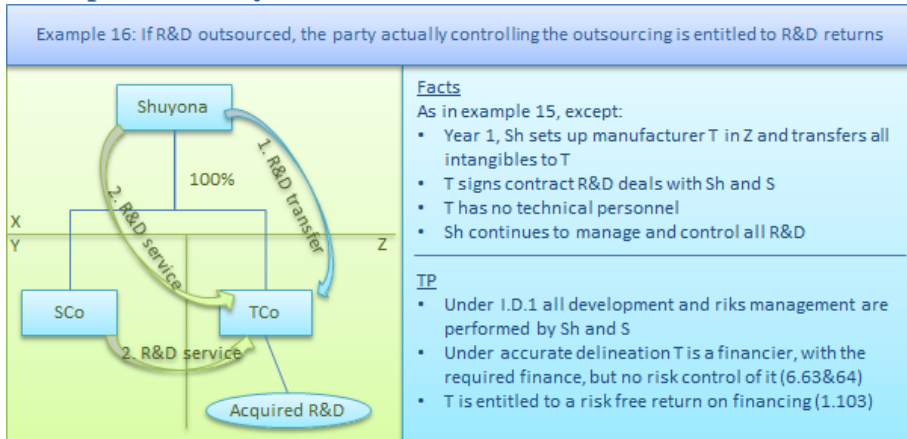 Example 16: If R&D outsourced, the party actually controlling the outsourcing is entitled to R&D returns
Shuyona
100%
1. R&D transfer
2. R&D service
X
Y
Z
SCo
TCo
2. R&D service
Acquired R&D
Facts
As in example 15, except:
• Year 1, Sh sets up manufacturer T in Z and transfers all
intangibles to T
• T signs contract R&D deals with Sh and S
• T has no technical personnel
• Sh continues to manage and control all R&D
TP
• Under I.D.1 all development and riks management are
performed by Sh and S
• Under accurate delineation T is a financier, with the
required finance, but no risk control of it (6.63&64)
• T is entitled to a risk free return on financing (1.103)